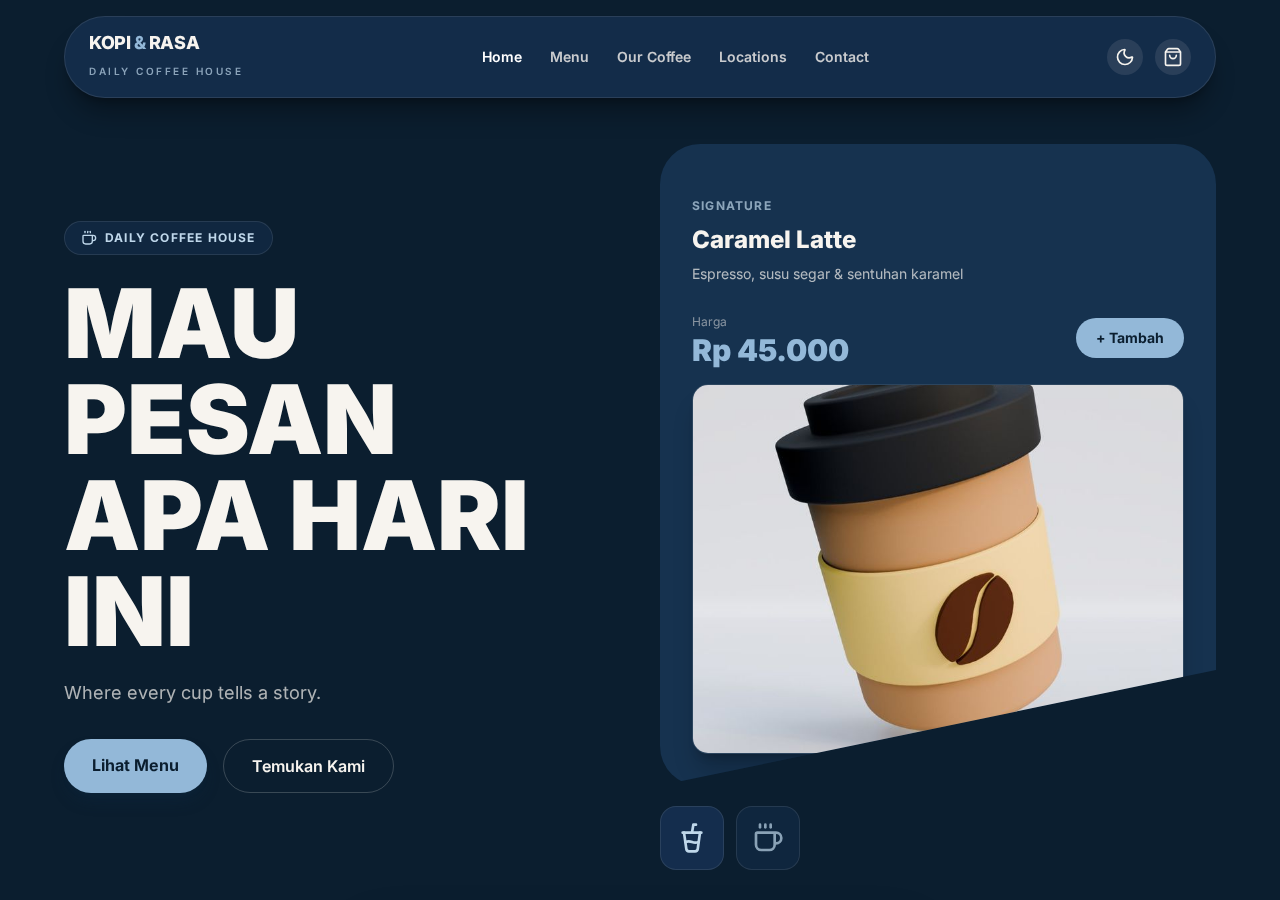 KOPI & RASA
DAILY COFFEE HOUSE
Home
Menu
Our Coffee
Locations
Contact
DAILY COFFEE HOUSE
MAU
PESAN
APA HARI
INI
Where every cup tells a story.
Lihat Menu
Temukan Kami
SIGNATURE
Caramel Latte
Espresso, susu segar & sentuhan karamel
Harga
Rp 45.000
+ Tambah